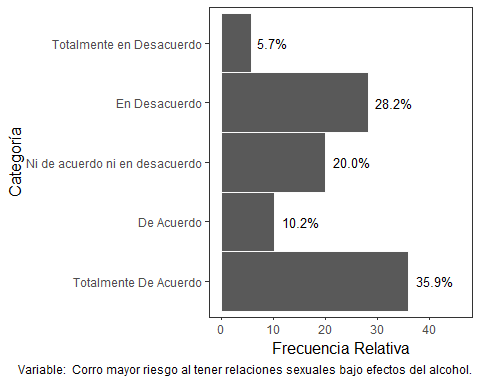 Totalmente en Desacuerdo
5.7%
En Desacuerdo
28.2%
Ni de acuerdo ni en desacuerdo
20.0%
De Acuerdo
10.2%
Totalmente De Acuerdo
35.9%
Categoría
0 10 20 30 40
Frecuencia Relativa
Variable: Corro mayor riesgo al tener relaciones sexuales bajo efectos del alcohol.